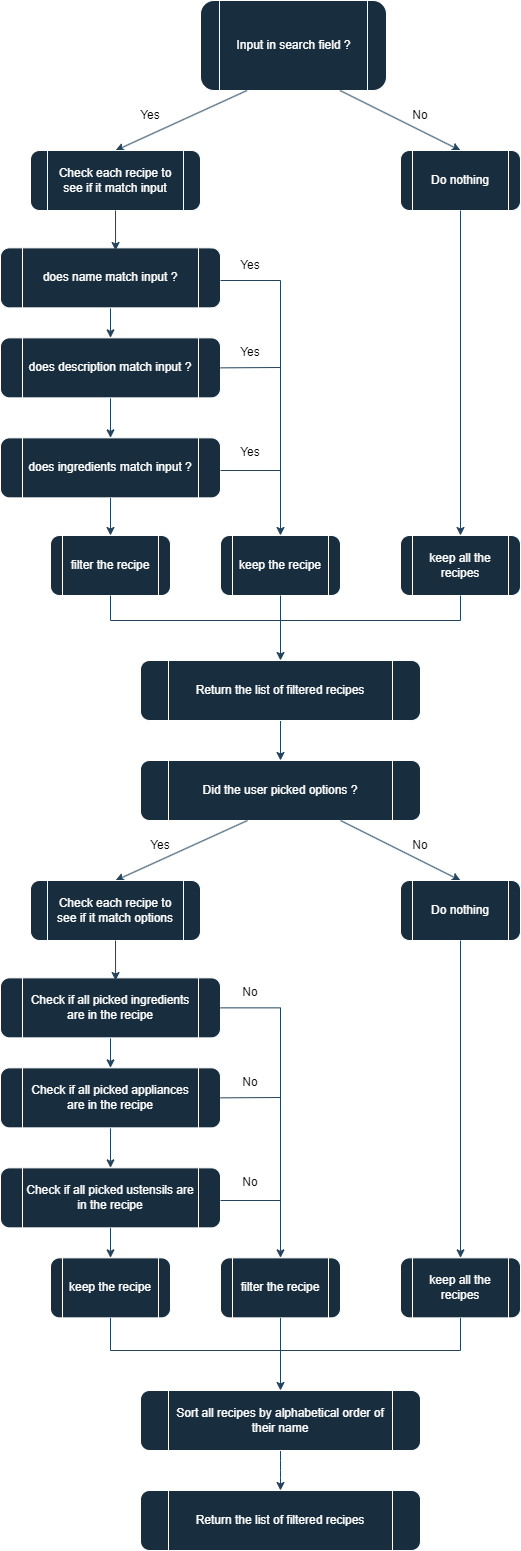 Input in search field ?
Yes
No
Check each recipe to
see if it match input
Do nothing
does name match input ?
Yes
does description match input ?
Yes
does ingredients match input ?
Yes
filter the recipe
keep the recipe
keep all the
recipes
Return the list of filtered recipes
Did the user picked options ?
Yes
No
Check each recipe to
see if it match options
Do nothing
Check if all picked ingredients
are in the recipe
No
Check if all picked appliances
are in the recipe
No
Check if all picked ustensils are
in the recipe
No
keep the recipe
filter the recipe
keep all the
recipes
Sort all recipes by alphabetical order of
their name
Return the list of filtered recipes